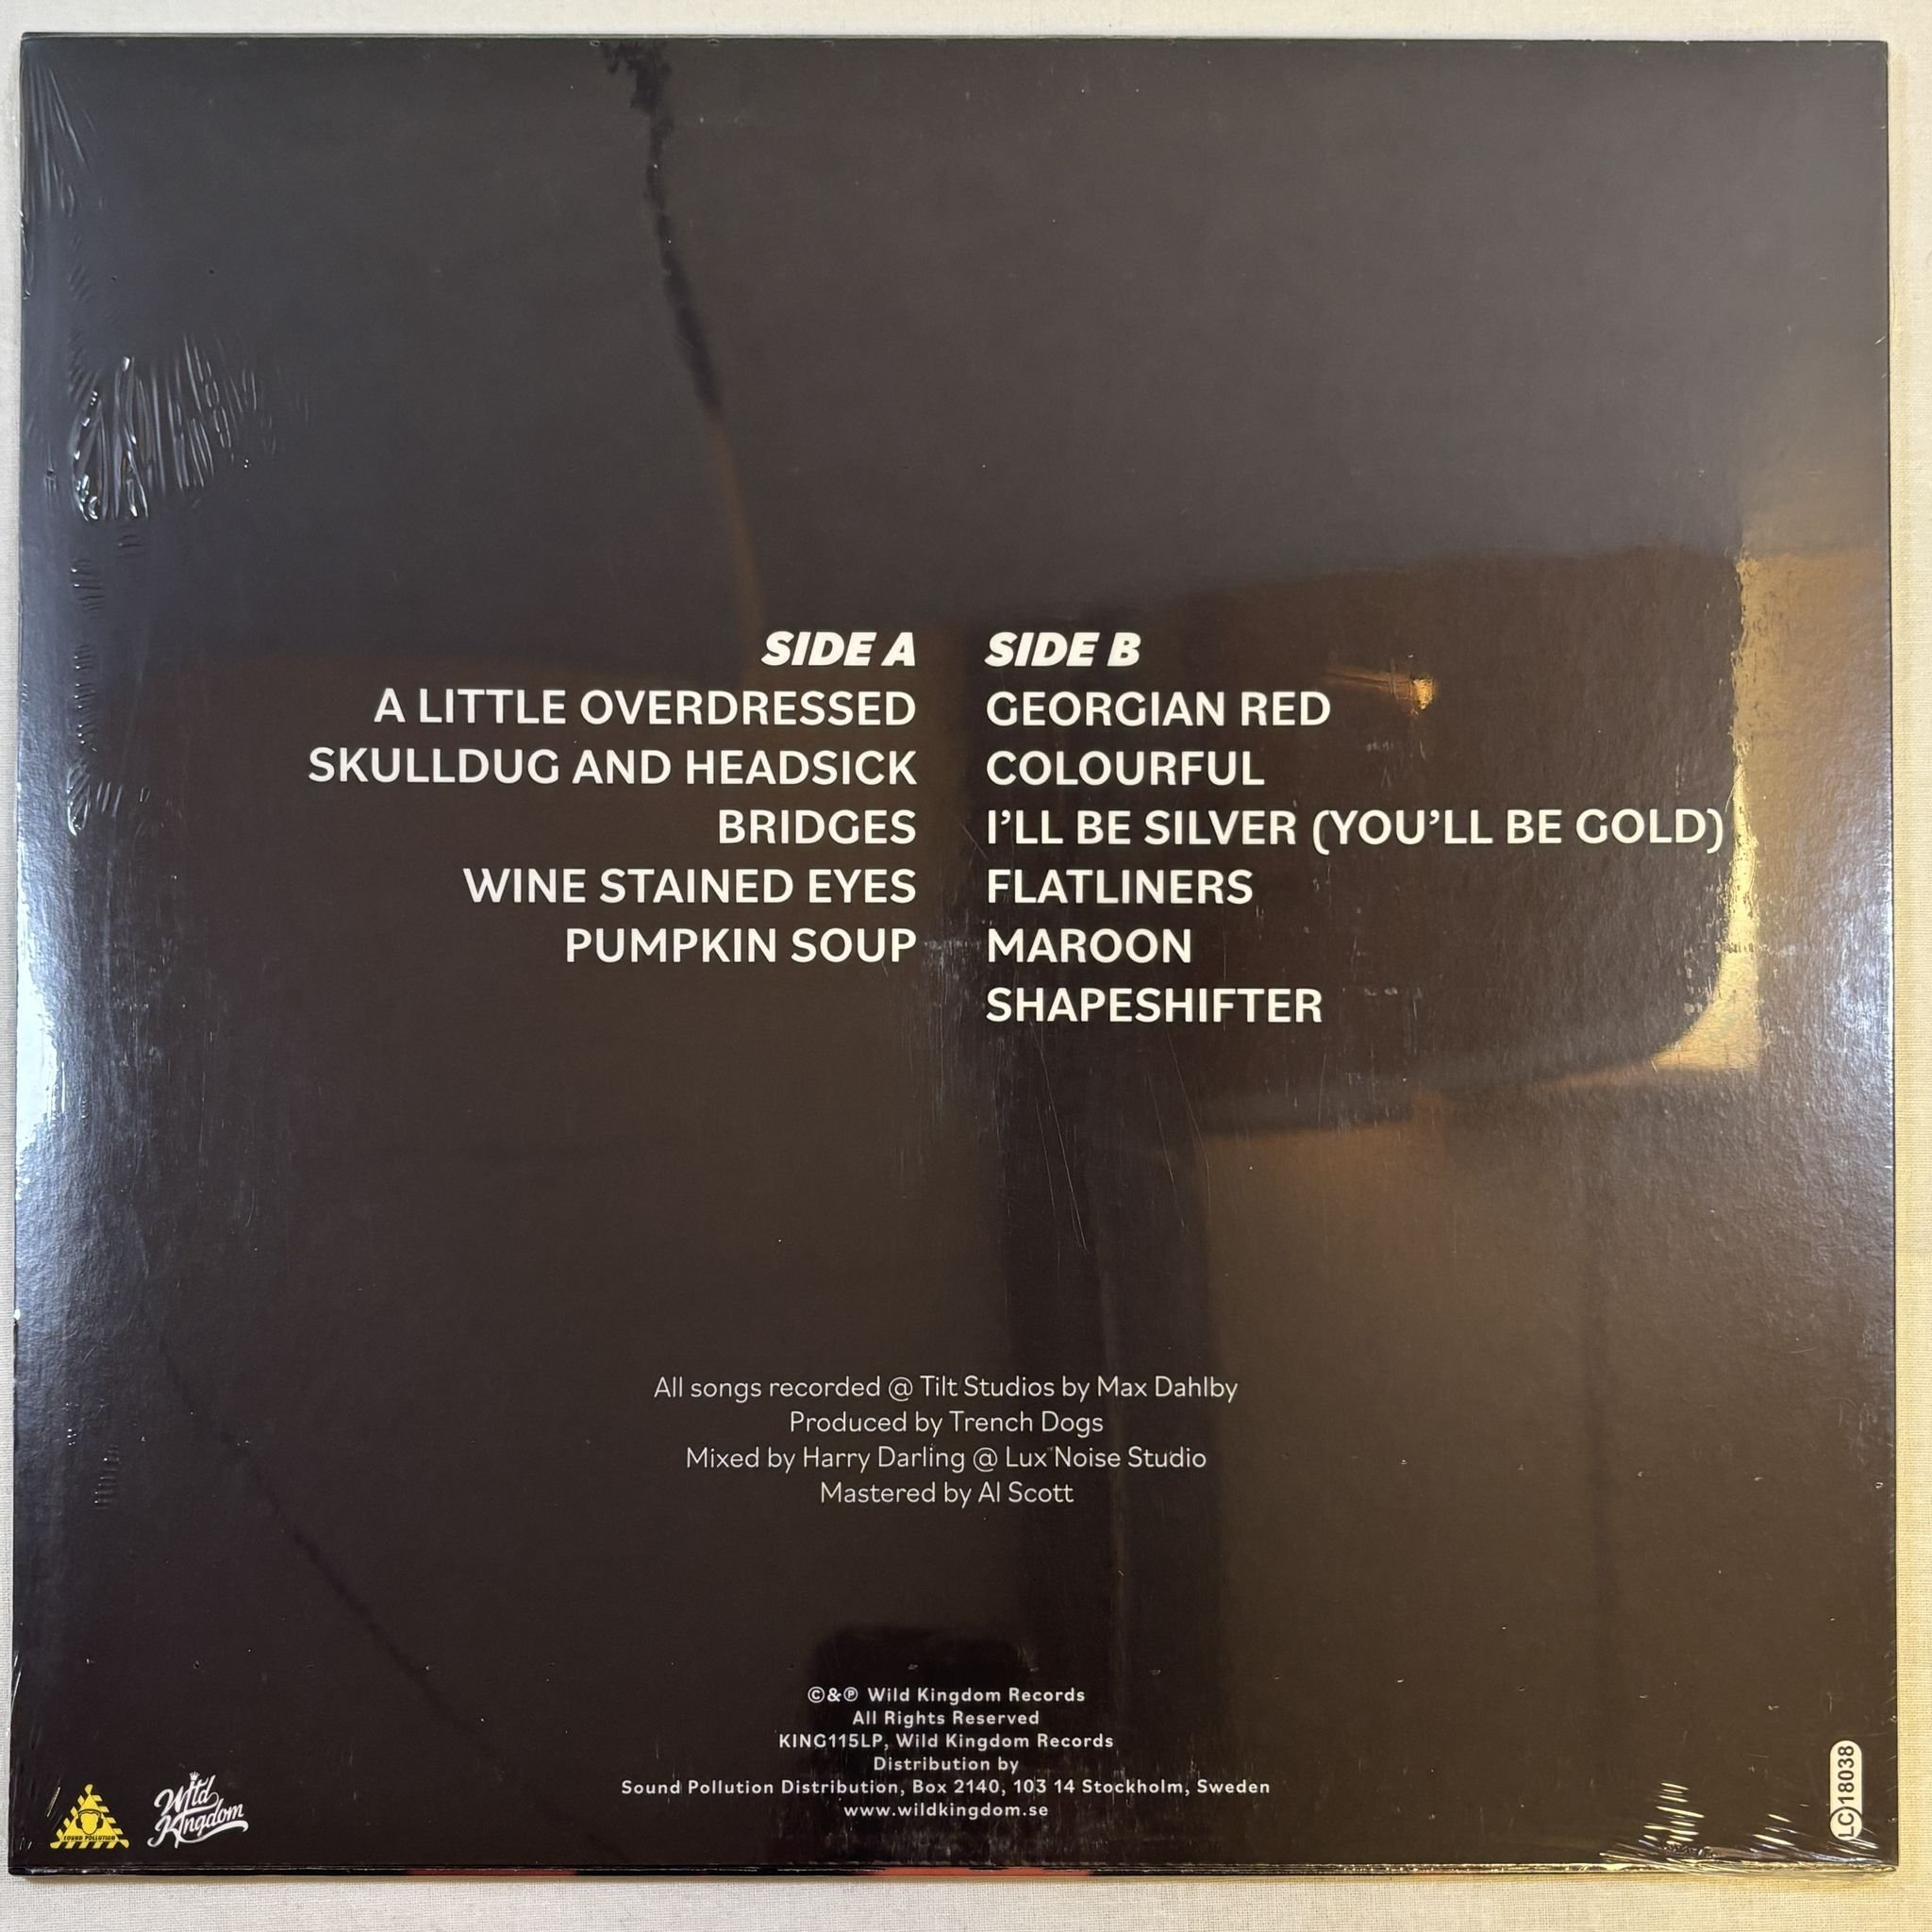 SIDE A
A LITTLE OVERDRESSED
SKULLDUG AND HEADSICK
BRIDGES
WINE STAINED EYES
PUMPKIN SOUP
SIDE B
GEORGIAN RED
COLOURFUL
I'LL BE SILVER (YOU'LL BE GOLD)
FLATLINERS
MAROON
SHAPESHIFTER
All songs recorded @ Tilt Studios by Max Dahlby
Produced by Trench Dogs
Mixed by Harry Darling @ Lux Noise Studio
Mastered by Al Scott
©&℗ Wild Kingdom Records
All Rights Reserved
KING115LP, Wild Kingdom Records
Distribution by
Sound Pollution Distribution, Box 2140, 103 14 Stockholm, Sweden
www.wildkingdom.se
SOUND POLLUTION
Wild
Kingdom
LC 18038